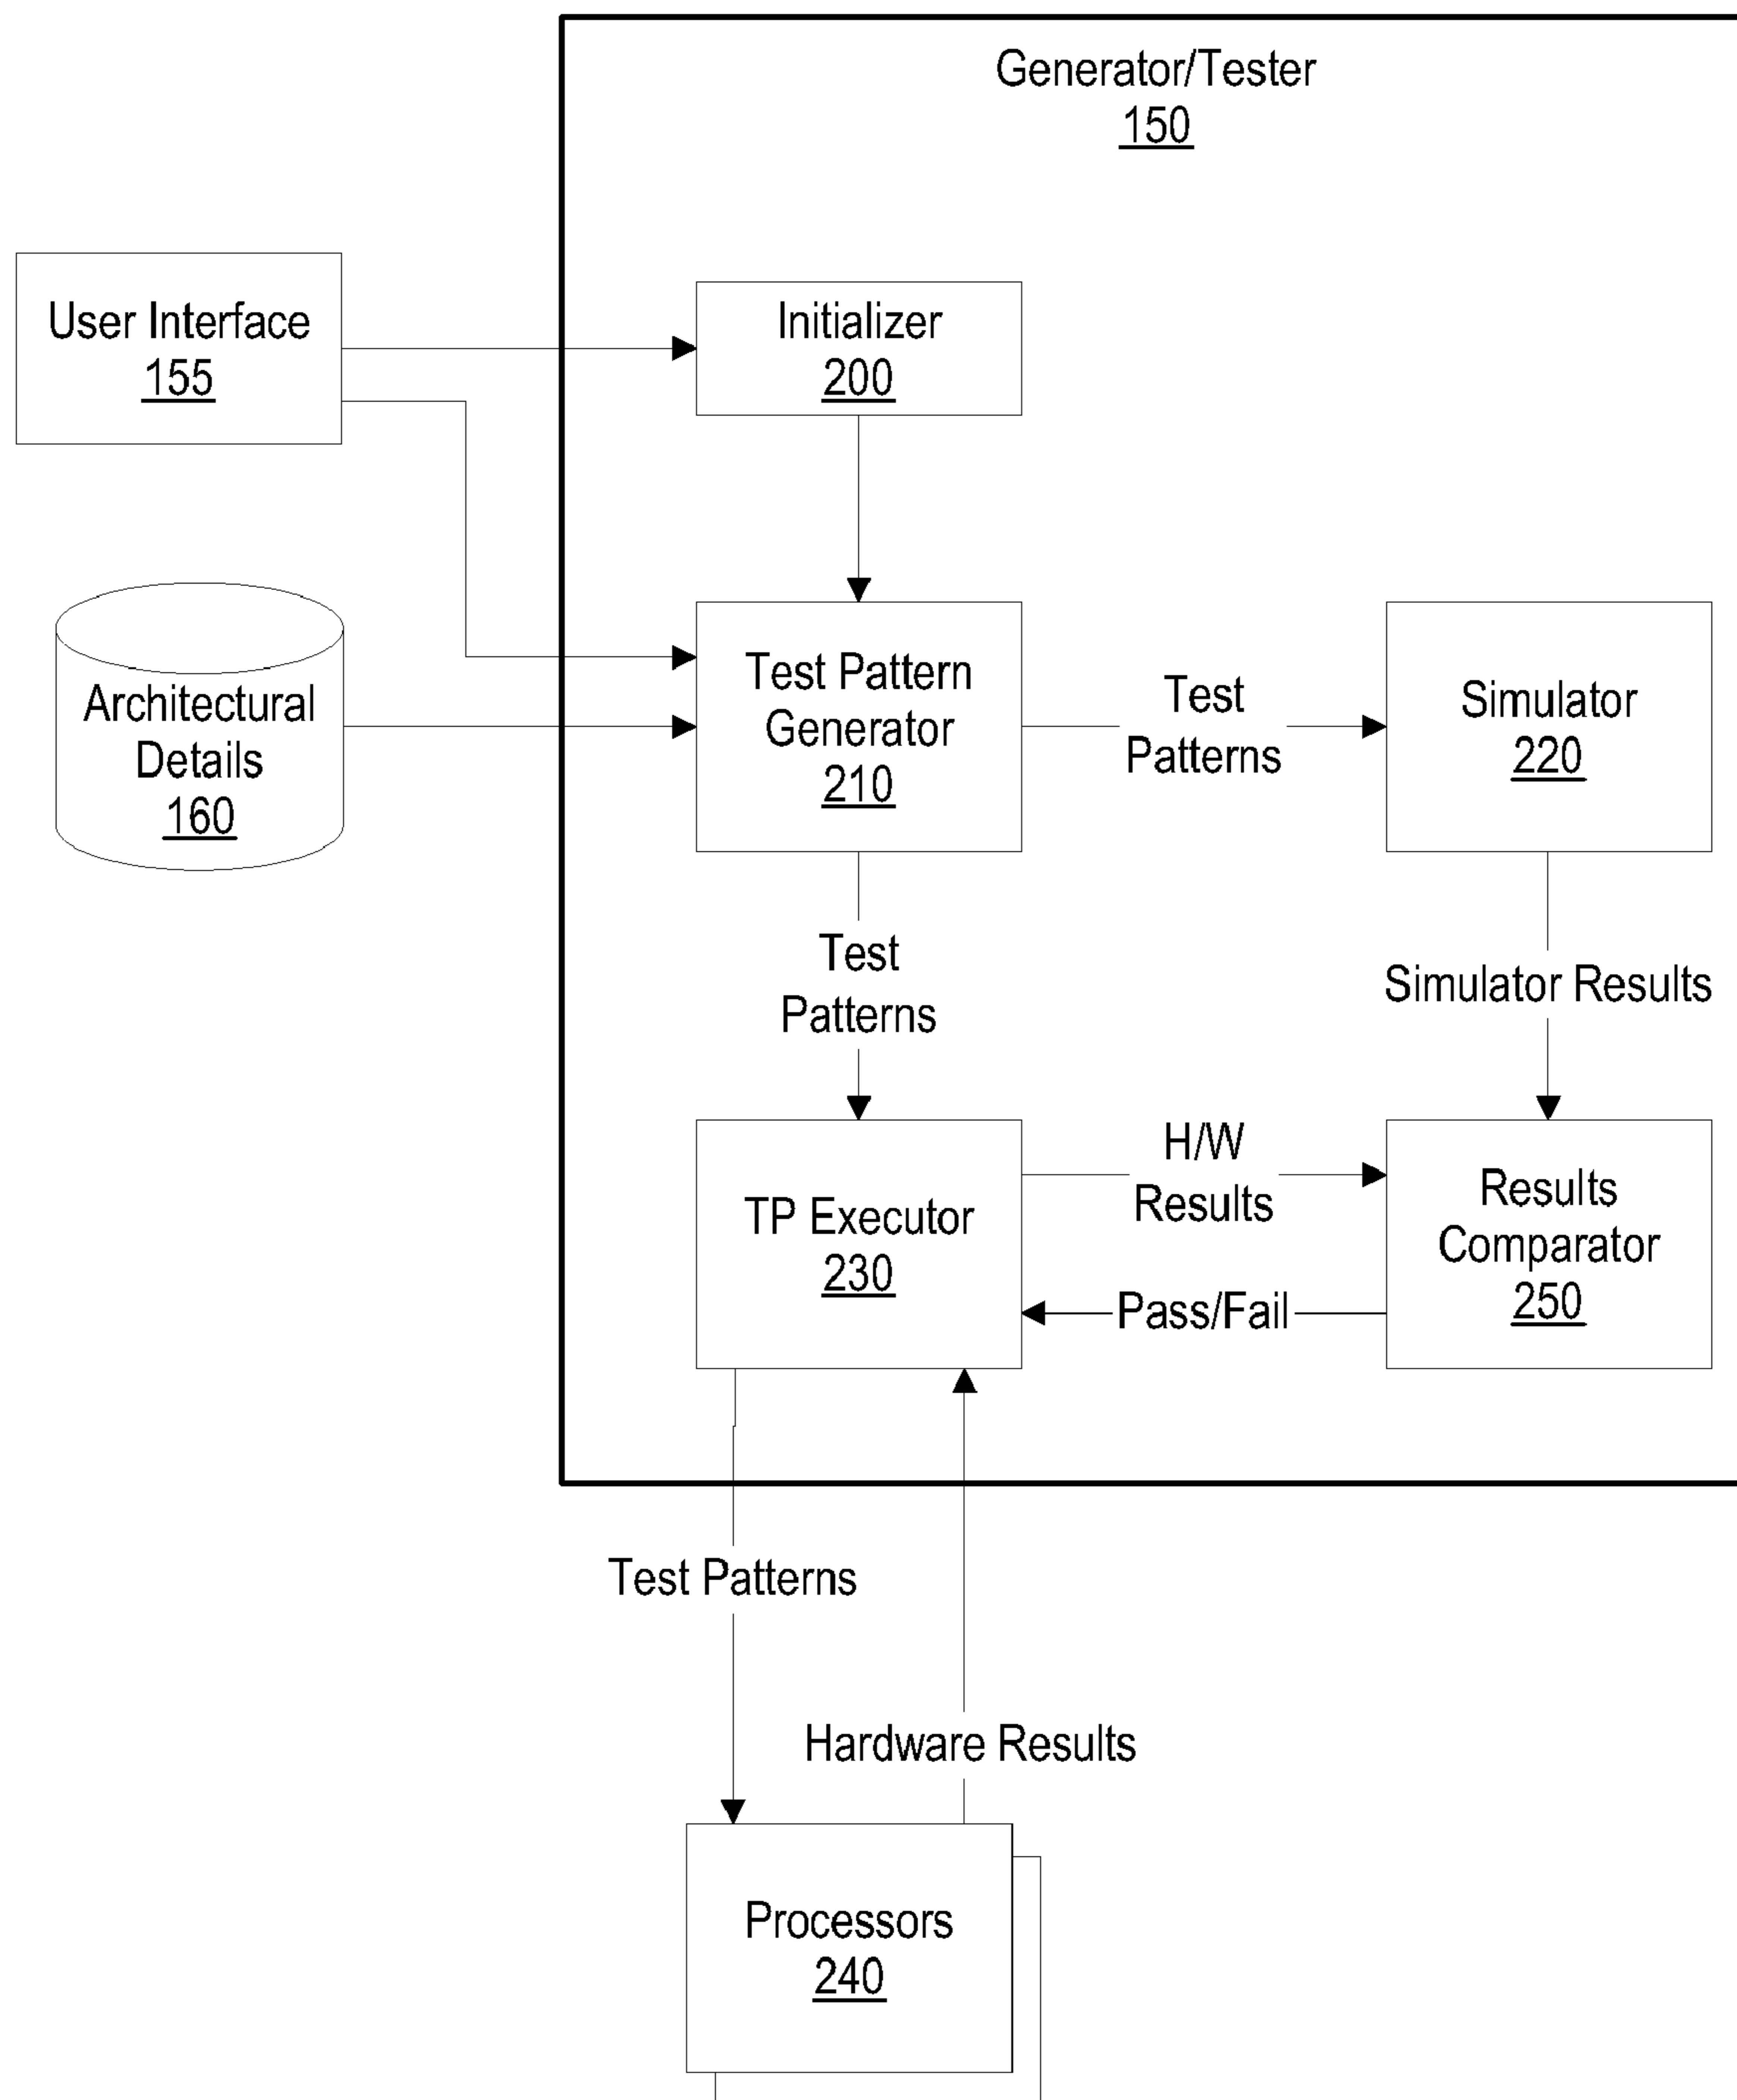 Generator/Tester
150
User Interface
155
Initializer
200
Architectural
Details
160
Test Pattern
Generator
210
Test
Patterns
Simulator
220
Test
Patterns
Simulator Results
TP Executor
230
H/W
Results
Pass/Fail
Results
Comparator
250
Test Patterns
Hardware Results
Processors
240